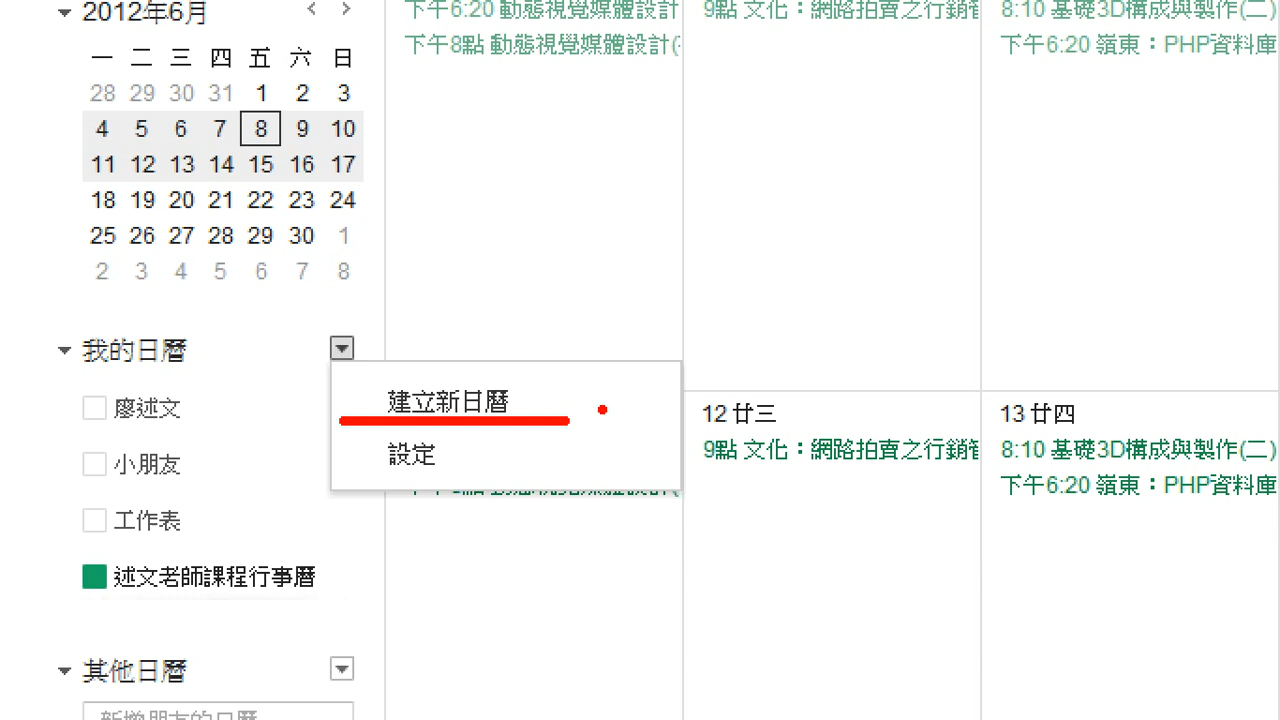 2012年6月
一 二 三 四 五 六 日
28 29 30 31 1 2 3
4 5 6 7 8 9 10
11 12 13 14 15 16 17
18 19 20 21 22 23 24
25 26 27 28 29 30 1
2 3 4 5 6 7 8
我的日曆
廖述文
小朋友
工作表
述文老師課程行事曆
其他日曆
新增朋友的日曆
建立新日曆
設定
下午6:20 動態視覺媒體設計
下午8點 動態視覺媒體設計(
9點 文化：網路拍賣之行銷管
8:10 基礎3D構成與製作(二)
下午6:20 嶺東：PHP資料庫
12 廿三
9點 文化：網路拍賣之行銷管
13 廿四
8:10 基礎3D構成與製作(二)
下午6:20 嶺東：PHP資料庫